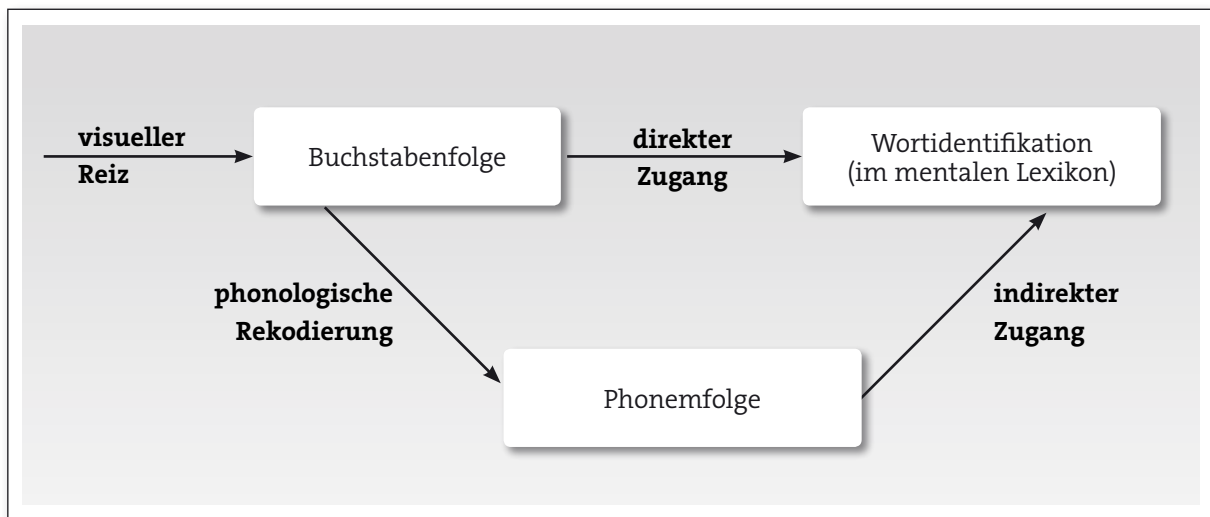 visueller
Reiz
Buchstabenfolge
direkter
Zugang
Wortidentifikation
(im mentalen Lexikon)
phonologische
Rekodierung
indirekter
Zugang
Phonemfolge